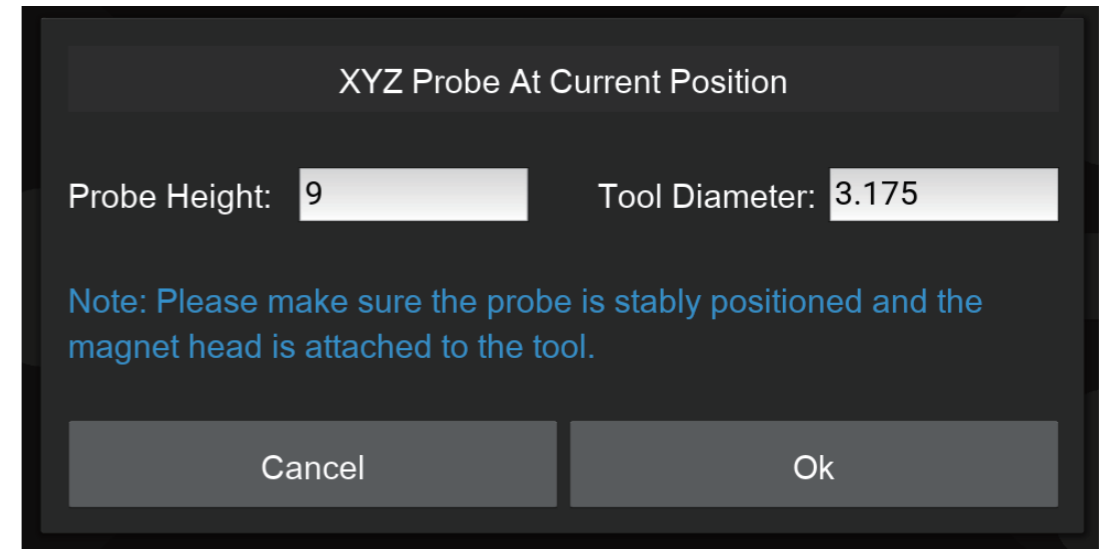 XYZ Probe At Current Position
Probe Height: 9 Tool Diameter: 3.175
Note: Please make sure the probe is stably positioned and the
magnet head is attached to the tool.
Cancel Ok